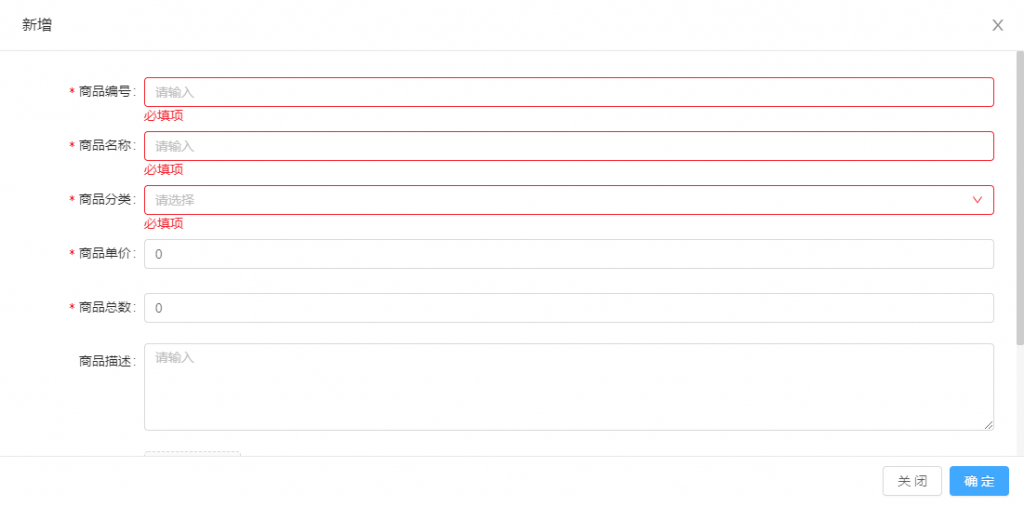 新增
* 商品编号:
请输入
必填项
* 商品名称:
请输入
必填项
* 商品分类:
请选择
必填项
* 商品单价:
0
* 商品总数:
0
商品描述:
请输入
关 闭
确 定